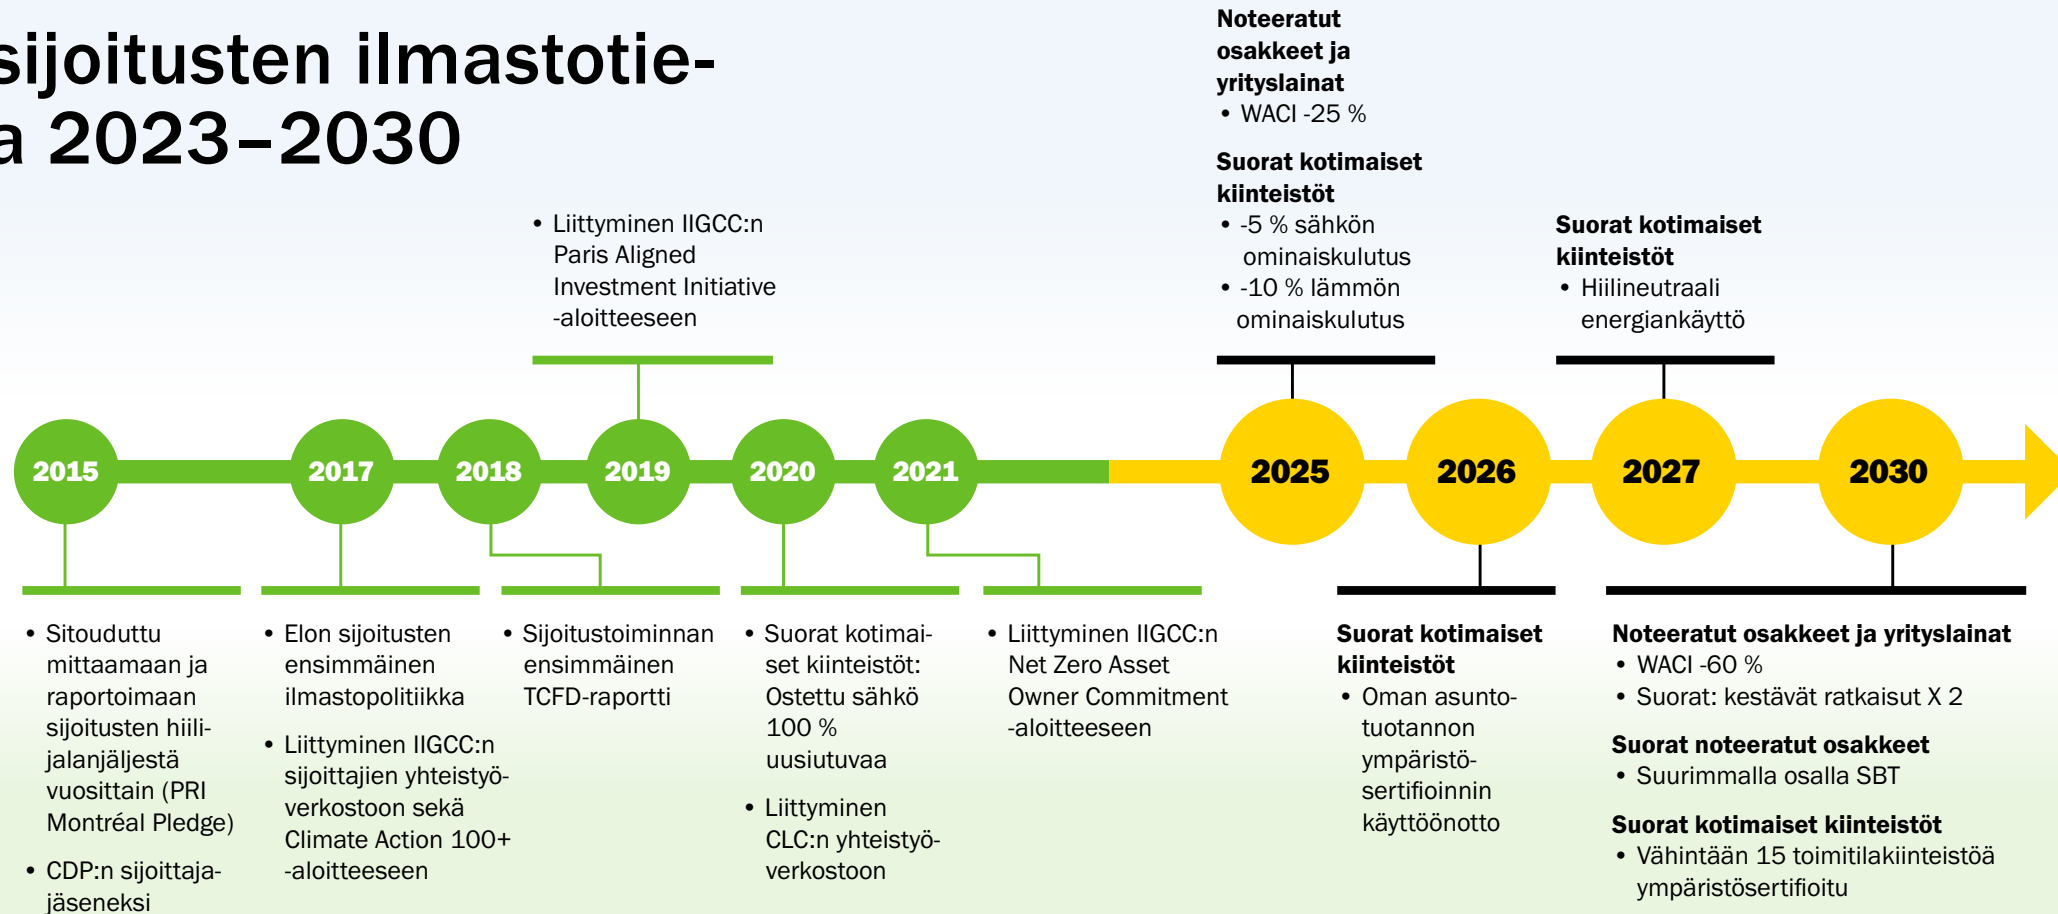 sijoitusten ilmastotie-
a 2023–2030
• Liittyminen IIGCC:n
Paris Aligned
Investment Initiative
-aloitteeseen
Noteeratut
osakkeet ja
yrityslainat
• WACI -25 %
Suorat kotimaiset
kiinteistöt
• -5 % sähkön
ominaiskulutus
• -10 % lämmön
ominaiskulutus
Suorat kotimaiset
kiinteistöt
• Hiilineutraali
energiankäyttö
2015
2017
2018
2019
2020
2021
2025
2026
2027
2030
• Sitouduttu
mittaamaan ja
raportoimaan
sijoitusten hiili-
jalanjäljestä
vuosittain (PRI
Montréal Pledge)
• CDP:n sijoittaja-
jäseneksi
• Elon sijoitusten
ensimmäinen
ilmastopolitiikka
• Liittyminen IIGCC:n
sijoittajien yhteistyö-
verkostoon sekä
Climate Action 100+
-aloitteeseen
• Sijoitustoiminnan
ensimmäinen
TCFD-raportti
• Suorat kotimai-
set kiinteistöt:
Ostettu sähkö
100 %
uusiutuvaa
• Liittyminen
CLC:n yhteistyö-
verkostoon
• Liittyminen IIGCC:n
Net Zero Asset
Owner Commitment
-aloitteeseen
Suorat kotimaiset
kiinteistöt
• Oman asunto-
tuotannon
ympäristö-
sertifioinnin
käyttöönotto
Noteeratut osakkeet ja yrityslainat
• WACI -60 %
• Suorat: kestävät ratkaisut X 2
Suorat noteeratut osakkeet
• Suurimmalla osalla SBT
Suorat kotimaiset kiinteistöt
• Vähintään 15 toimitilakiinteistöä
ympäristösertifioitu